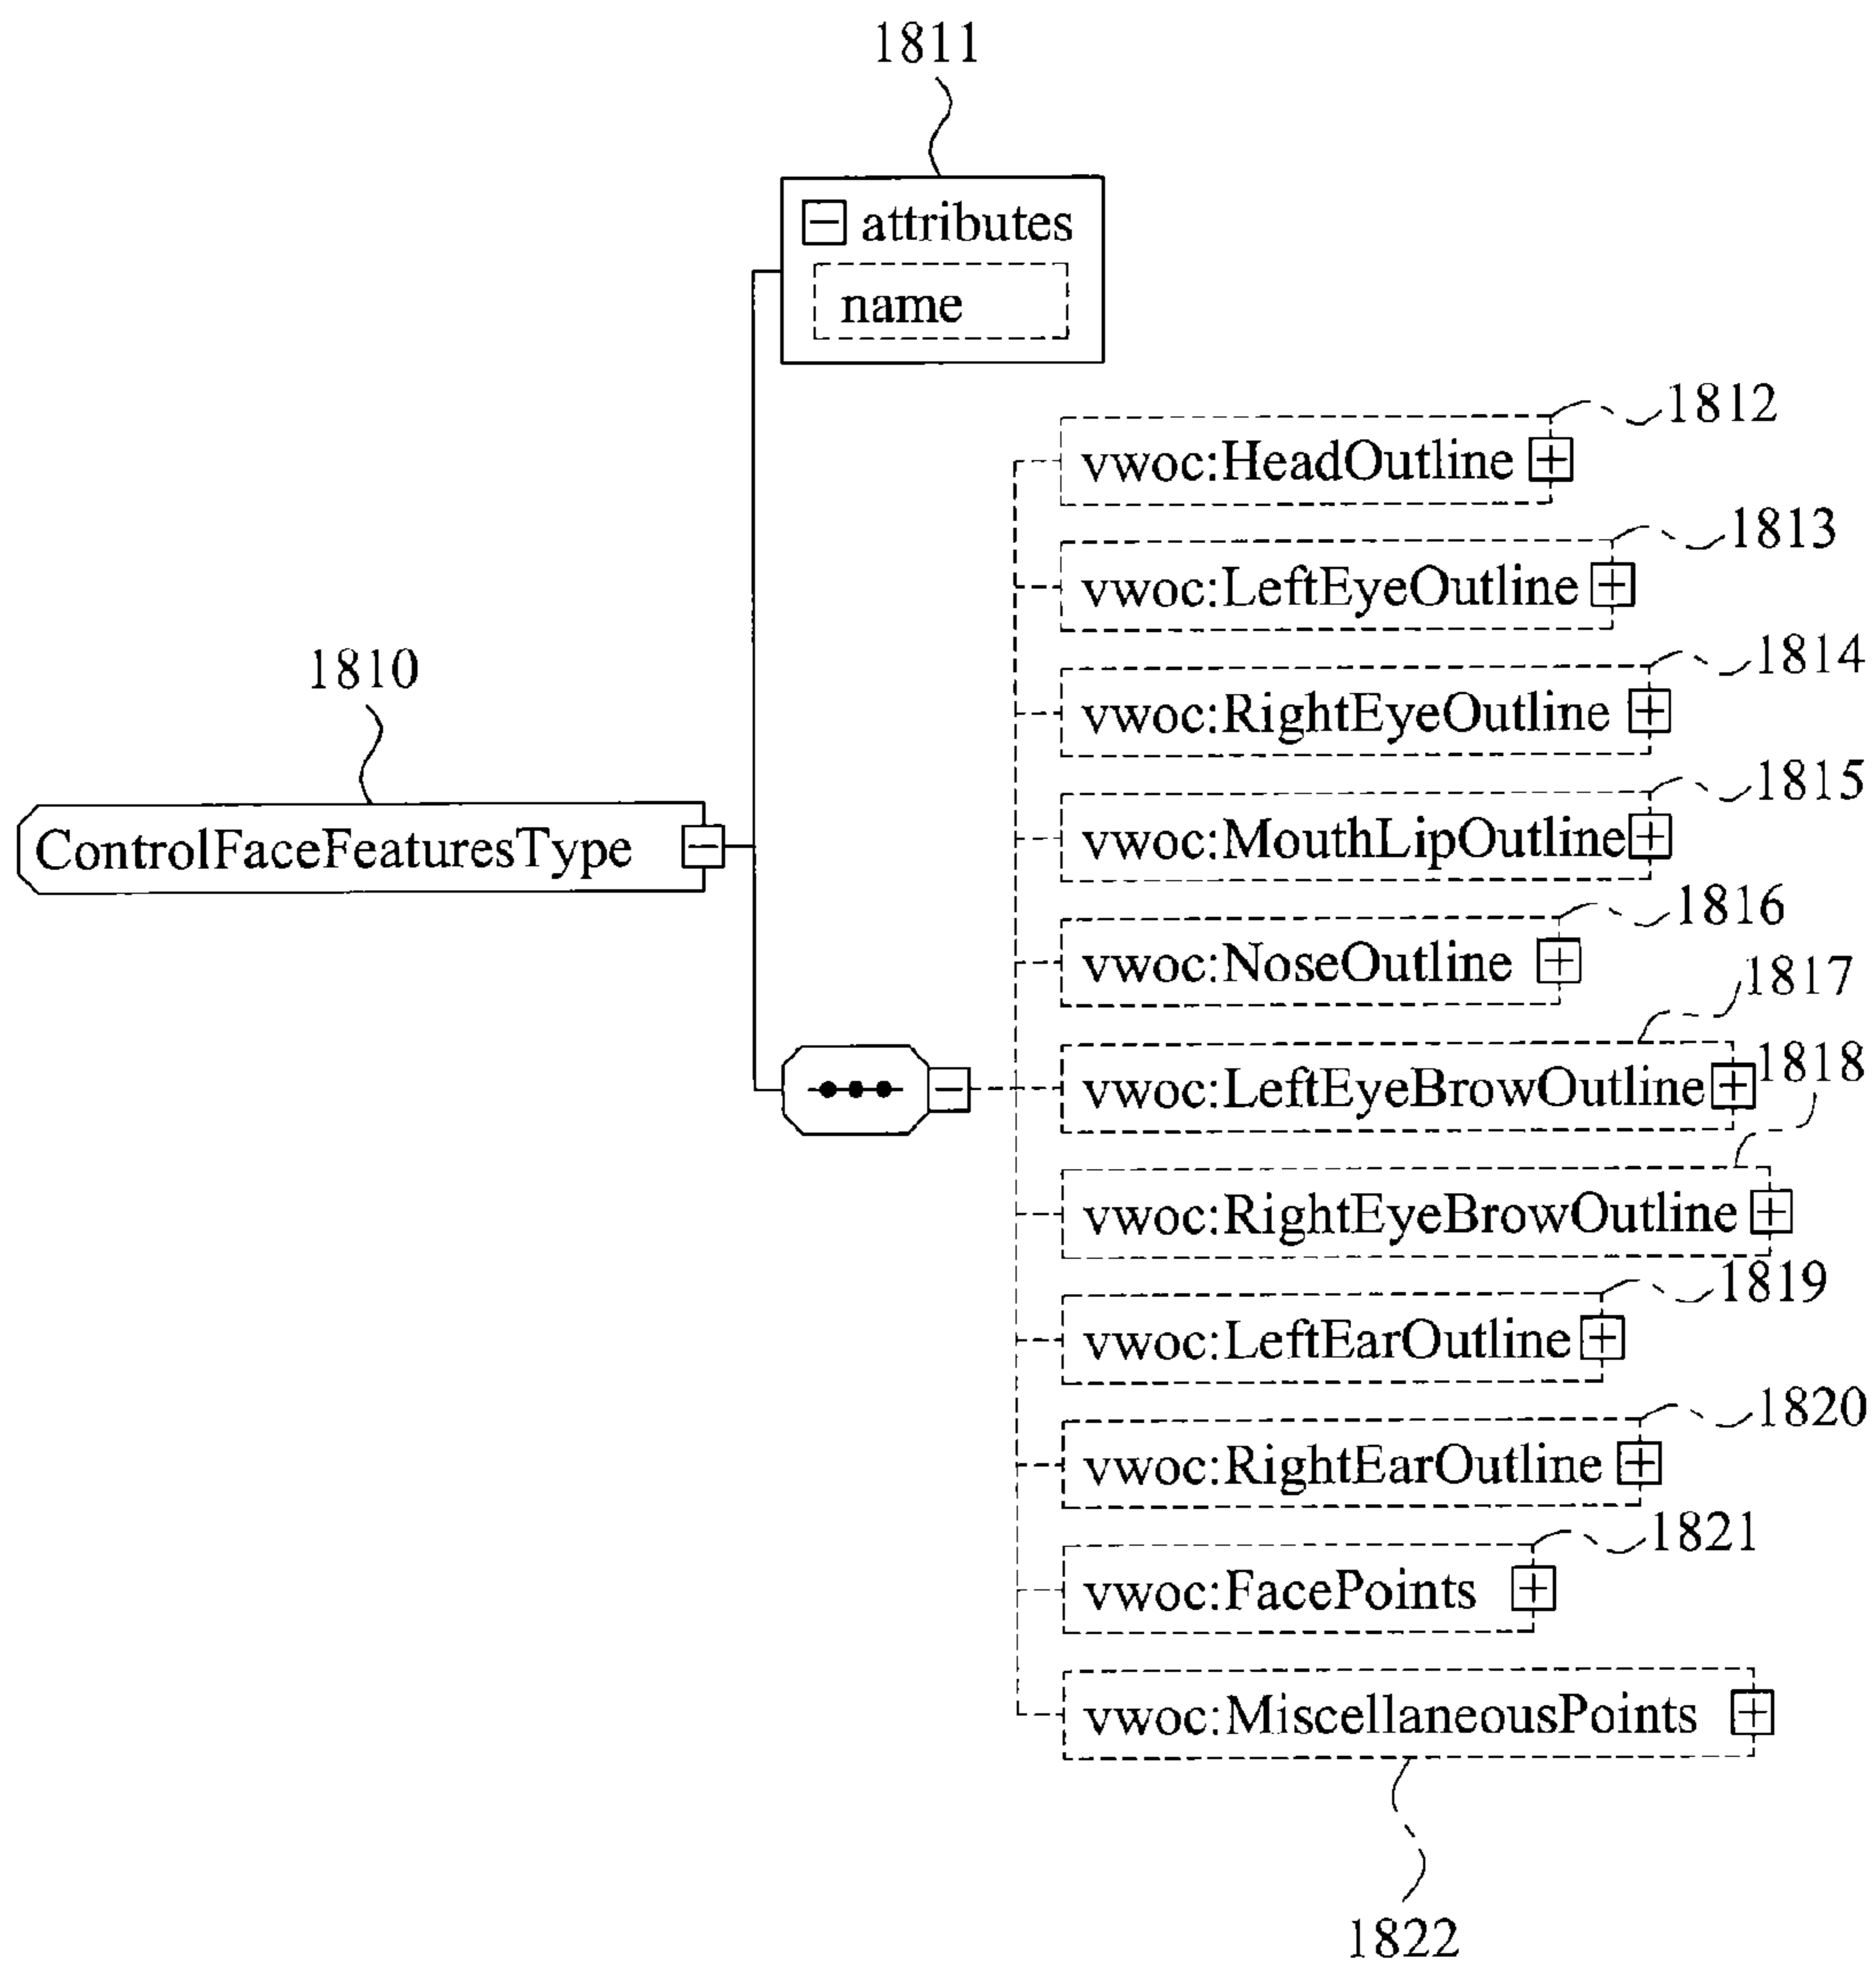 1811
attributes
name
1812
vwoc:HeadOutline
1813
vwoc:LeftEyeOutline
1814
vwoc:RightEyeOutline
1810
1815
ControlFaceFeaturesType
vwoc:MouthLipOutline
1816
vwoc:NoseOutline
1817
vwoc:LeftEyeBrowOutline
1818
vwoc:RightEyeBrowOutline
1819
vwoc:LeftEarOutline
1820
vwoc:RightEarOutline
1821
vwoc:FacePoints
vwoc:MiscellaneousPoints
1822